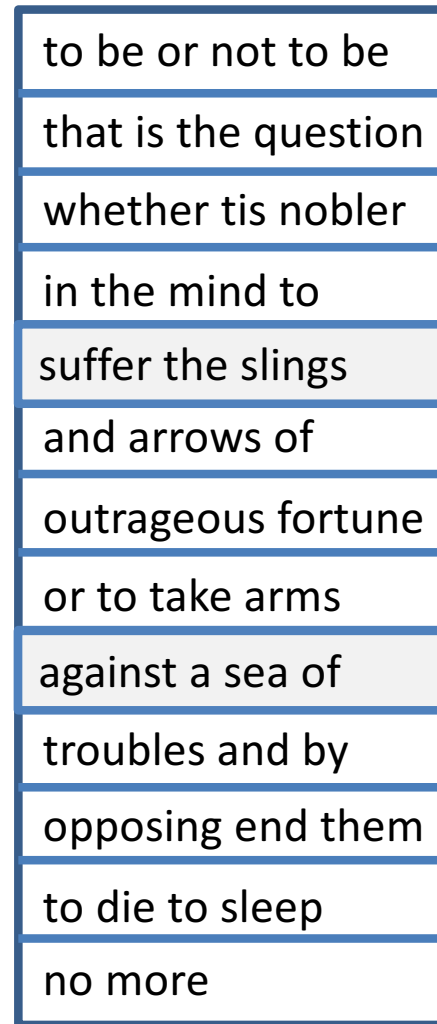 to be or not to be
that is the question
whether tis nobler
in the mind to
suffer the slings
and arrows of
outrageous fortune
or to take arms
against a sea of
troubles and by
opposing end them
to die to sleep
no more